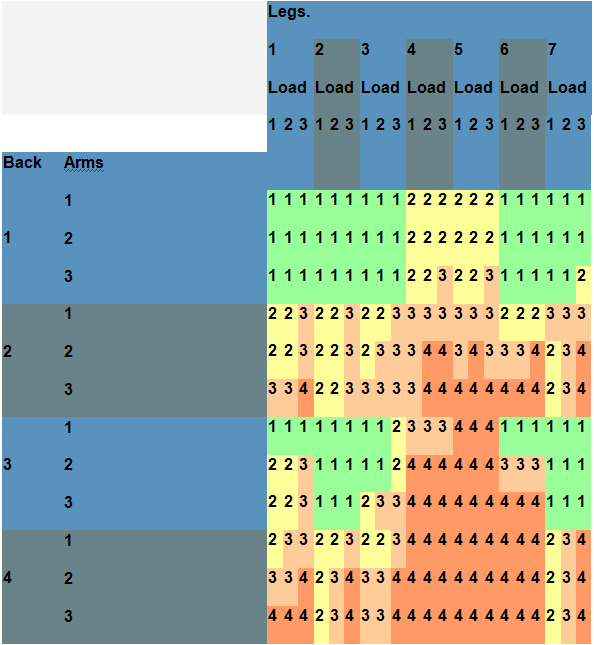 Legs.
1 2 3 4 5 6 7
Load Load Load Load Load Load Load
1 2 3 1 2 3 1 2 3 1 2 3 1 2 3 1 2 3 1 2 3
Back Arms
1 1 1 1 1 1 1 1 1 1 2 2 2 2 2 2 1 1 1 1 1 1
1 2 1 1 1 1 1 1 1 1 1 2 2 2 2 2 2 1 1 1 1 1 1
3 1 1 1 1 1 1 1 1 1 2 2 3 2 2 3 1 1 1 1 1 2
1 2 2 3 2 2 3 2 2 3 3 3 3 3 3 3 2 2 2 3 3 3
2 2 2 2 3 2 2 3 2 3 3 3 4 4 3 4 3 3 3 4 2 3 4
3 3 3 4 2 2 3 3 3 3 3 4 4 4 4 4 4 4 4 2 3 4
1 1 1 1 1 1 1 1 1 2 3 3 3 4 4 4 1 1 1 1 1 1
3 2 2 2 3 1 1 1 1 1 2 4 4 4 4 4 4 3 3 3 1 1 1
3 2 2 3 1 1 1 2 3 3 4 4 4 4 4 4 4 4 4 1 1 1
1 2 3 3 2 2 3 2 2 3 4 4 4 4 4 4 4 4 4 2 3 4
4 2 3 3 4 2 3 4 3 3 4 4 4 4 4 4 4 4 4 4 2 3 4
3 4 4 4 2 3 4 3 3 4 4 4 4 4 4 4 4 4 4 2 3 4